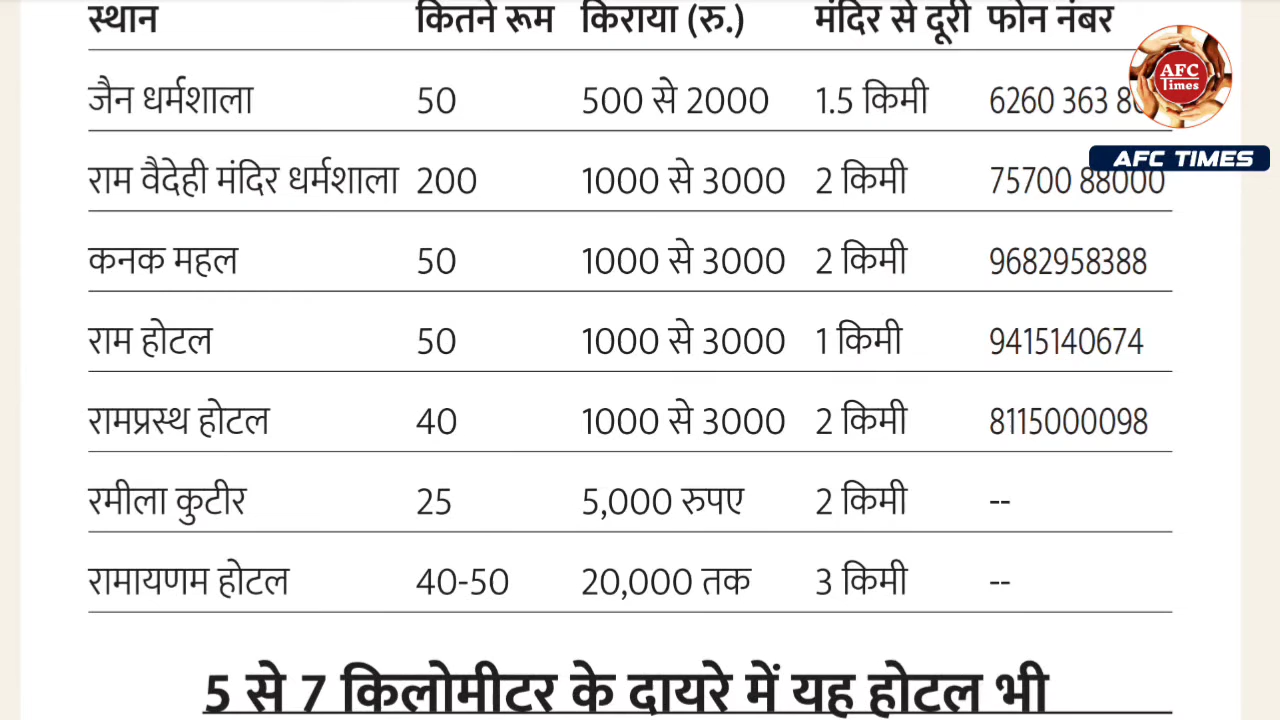 स्थान कितने रूम किराया (रु.) मंदिर से दूरी फोन नंबर
जैन धर्मशाला 50 500 से 2000 1.5 किमी 6260 363
राम वैदेही मंदिर धर्मशाला 200 1000 से 3000 2 किमी 75700 88000
कनक महल 50 1000 से 3000 2 किमी 9682958388
राम होटल 50 1000 से 3000 1 किमी 9415140674
रामप्रस्थ होटल 40 1000 से 3000 2 किमी 8115000098
रमीला कुटीर 25 5,000 रुपए 2 किमी --
रामायणम होटल 40-50 20,000 तक 3 किमी --
5 से 7 किलोमीटर के दायरे में यह होटल भी
AFC
Times
AFC TIMES